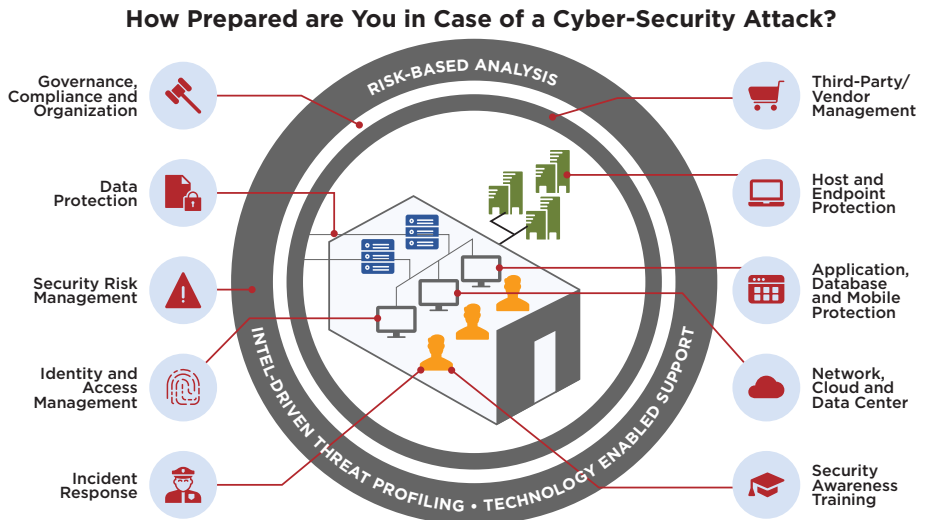 How Prepared are You in Case of a Cyber-Security Attack?
RISK-BASED ANALYSIS
Governance,
Compliance and
Organization
Data
Protection
Security Risk
Management
Identity and
Access
Management
Incident
Response
Third-Party/
Vendor
Management
Host and
Endpoint
Protection
Application,
Database
and Mobile
Protection
Network,
Cloud and
Data Center
Security
Awareness
Training
INTEL-DRIVEN THREAT PROFILING • TECHNOLOGY ENABLED SUPPORT